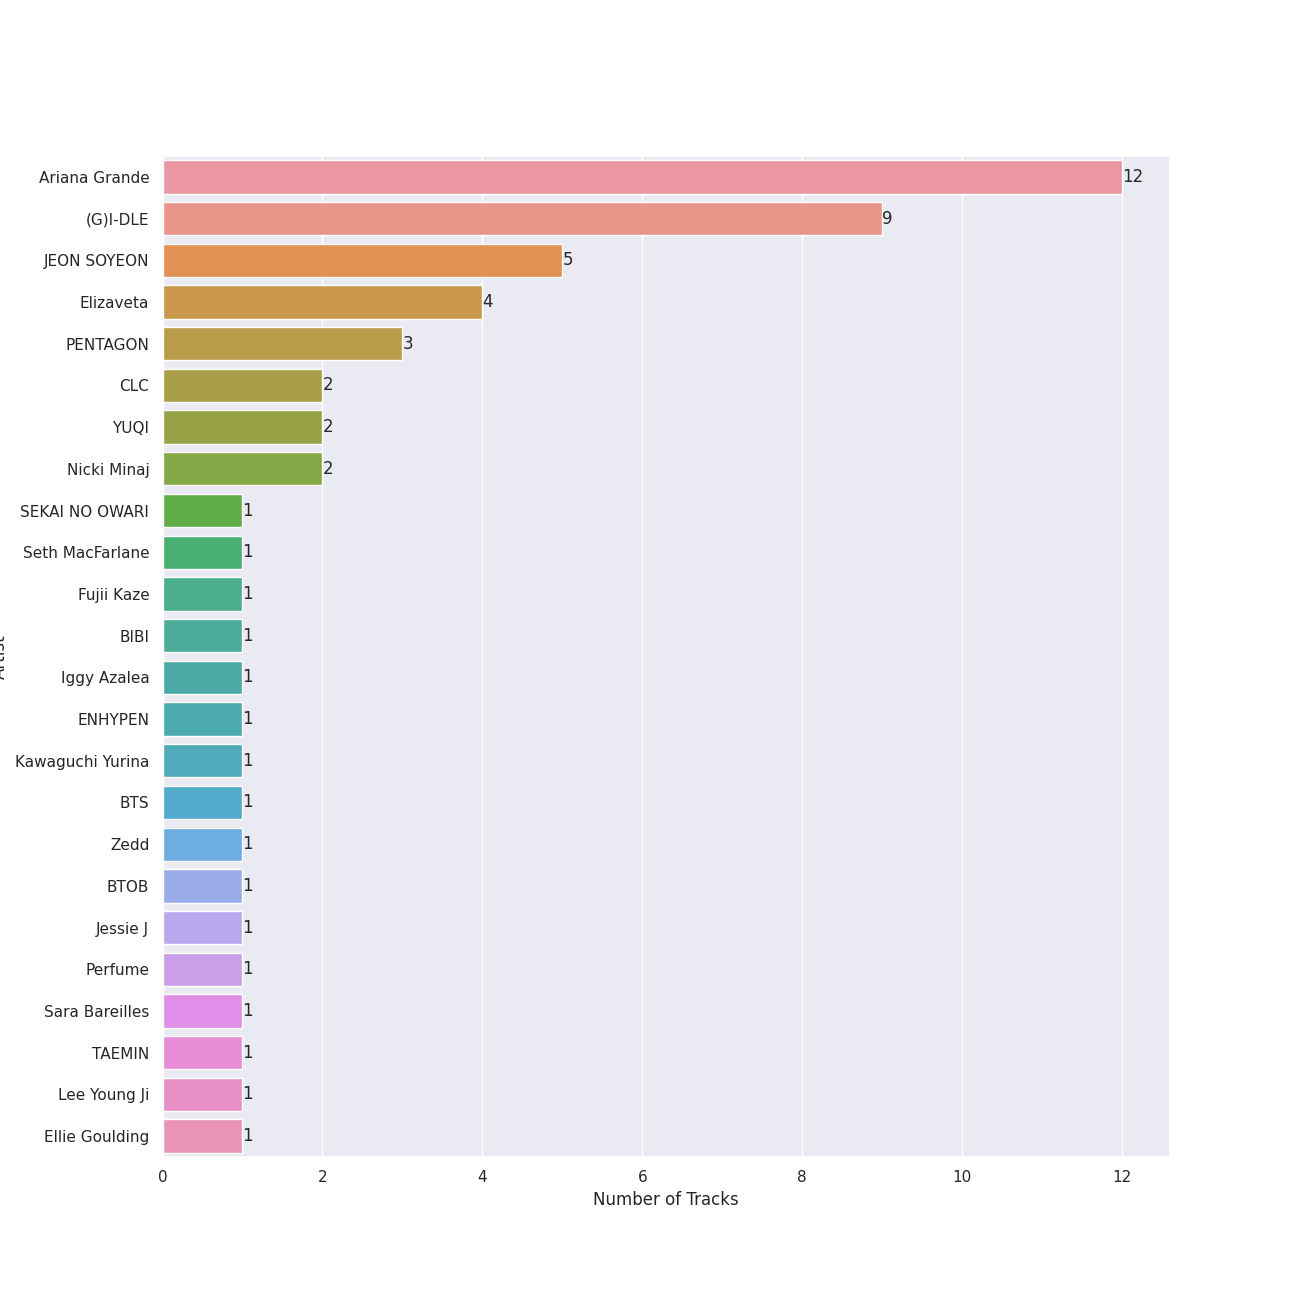 Ariana Grande 12
(G)I-DLE 9
JEON SOYEON 5
Elizaveta 4
PENTAGON 3
CLC 2
YUQI 2
Nicki Minaj 2
SEKAI NO OWARI 1
Seth MacFarlane 1
Fujii Kaze 1
BIBI 1
Iggy Azalea 1
ENHYPEN 1
Kawaguchi Yurina 1
BTS 1
Zedd 1
BTOB 1
Jessie J 1
Perfume 1
Sara Bareilles 1
TAEMIN 1
Lee Young Ji 1
Ellie Goulding 1
0 2 4 6 8 10 12
Number of Tracks
Artist